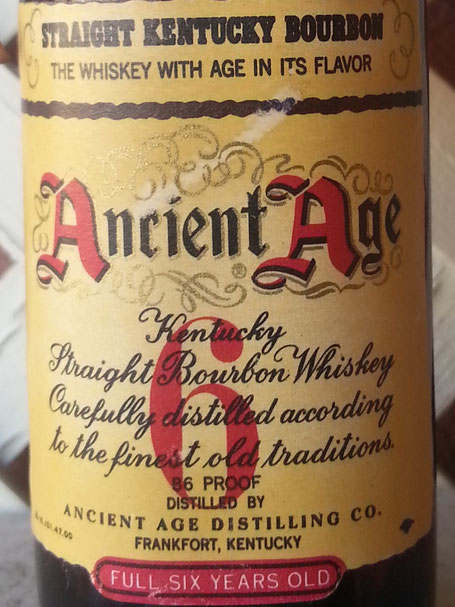 STRAIGHT KENTUCKY BOURBON
THE WHISKEY WITH AGE IN ITS FLAVOR
Ancient Age
®
6
Kentucky
Straight Bourbon Whiskey
Carefully distilled according
to the finest old traditions.
86 PROOF
DISTILLED BY
ANCIENT AGE DISTILLING CO.
FRANKFORT, KENTUCKY
FULL SIX YEARS OLD